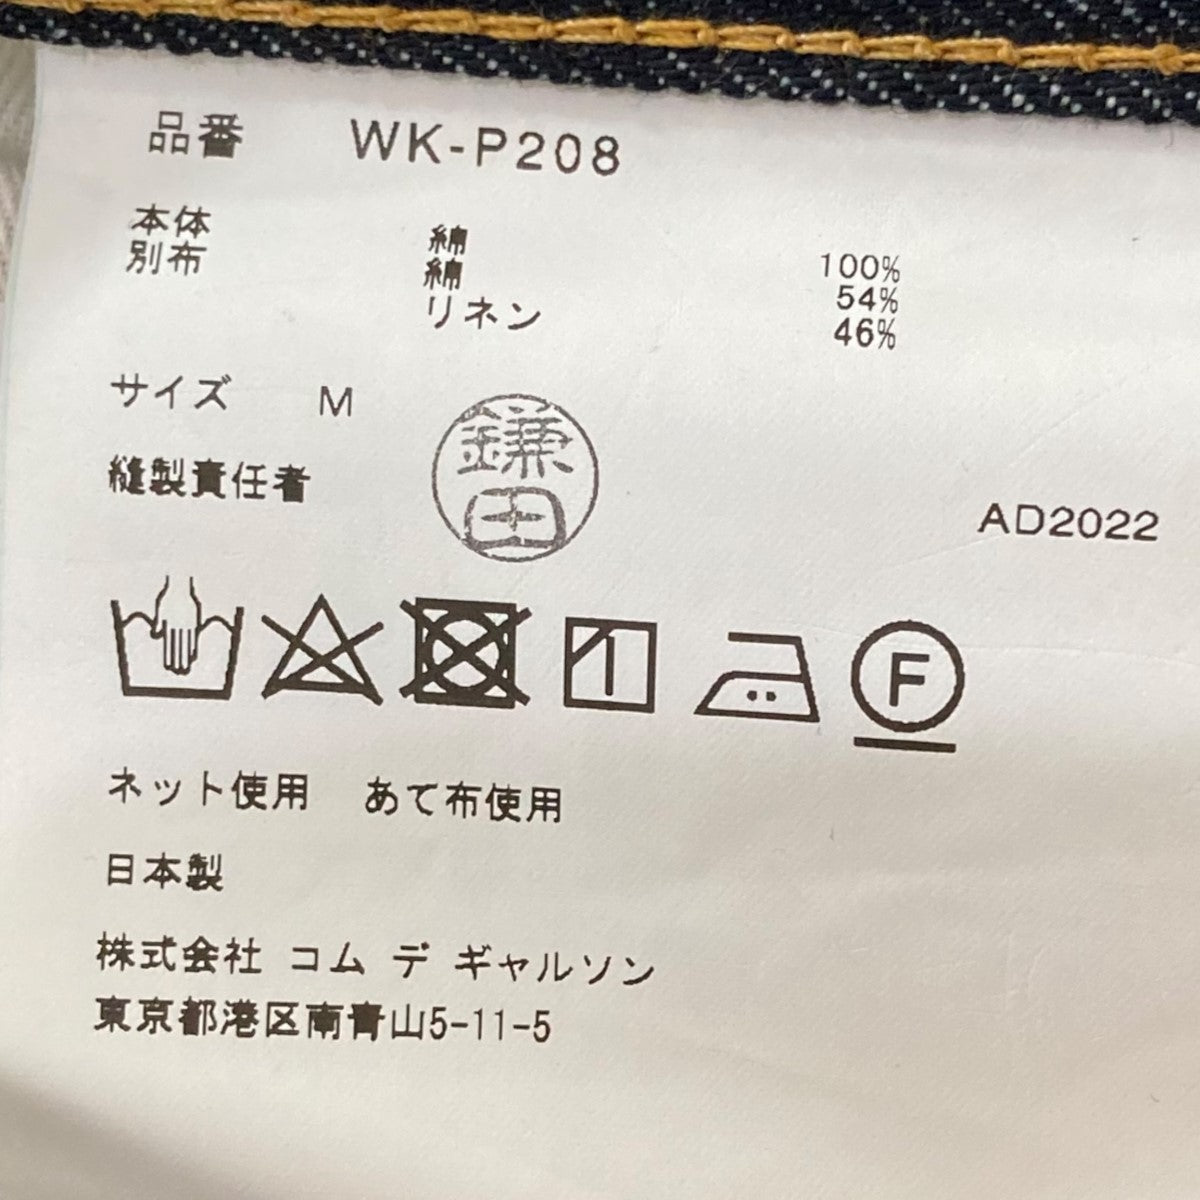 品番 WK-P208
本体 綿 100%
別布 綿 54%
リネン 46%
サイズ M
縫製責任者 鎌田
AD2022
1 F
ネット使用 あて布使用
日本製
株式会社 コム デ ギャルソン
東京都港区南青山5-11-5